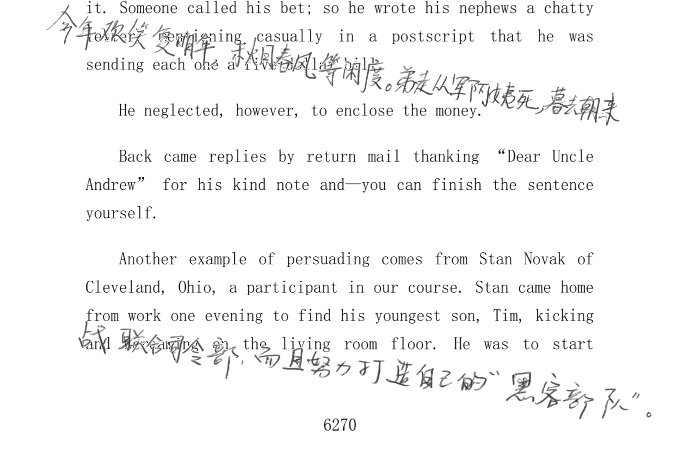 it. Someone called his bet; so he wrote his nephews a chatty
今年欢笑复明年，秋月春风等闲度。弟走从军阿姨死，暮去朝来
letter, mentioning casually in a postscript that he was
sending each one a five-dollar bill.
He neglected, however, to enclose the money.
Back came replies by return mail thanking “Dear Uncle
Andrew” for his kind note and—you can finish the sentence
yourself.
Another example of persuading comes from Stan Novak of
Cleveland, Ohio, a participant in our course. Stan came home
from work one evening to find his youngest son, Tim, kicking
and screaming on the living room floor. He was to start
战联合司令部，而且努力打造自己的“黑客部队”。
6270